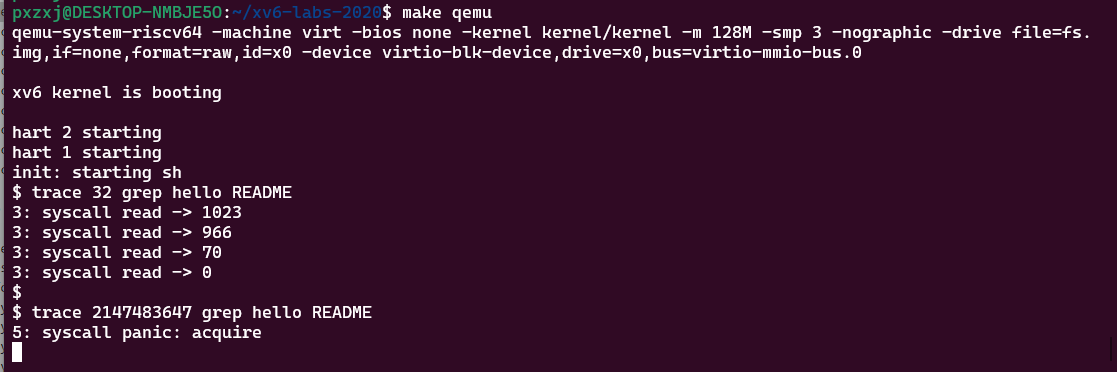 pxzxj@DESKTOP-NMBJE5O:~/xv6-labs-2020$ make qemu
qemu-system-riscv64 -machine virt -bios none -kernel kernel/kernel -m 128M -smp 3 -nographic -drive file=fs.
img,if=none,format=raw,id=x0 -device virtio-blk-device,drive=x0,bus=virtio-mmio-bus.0
xv6 kernel is booting
hart 2 starting
hart 1 starting
init: starting sh
$ trace 32 grep hello README
3: syscall read -> 1023
3: syscall read -> 966
3: syscall read -> 70
3: syscall read -> 0
$
$ trace 2147483647 grep hello README
5: syscall panic: acquire